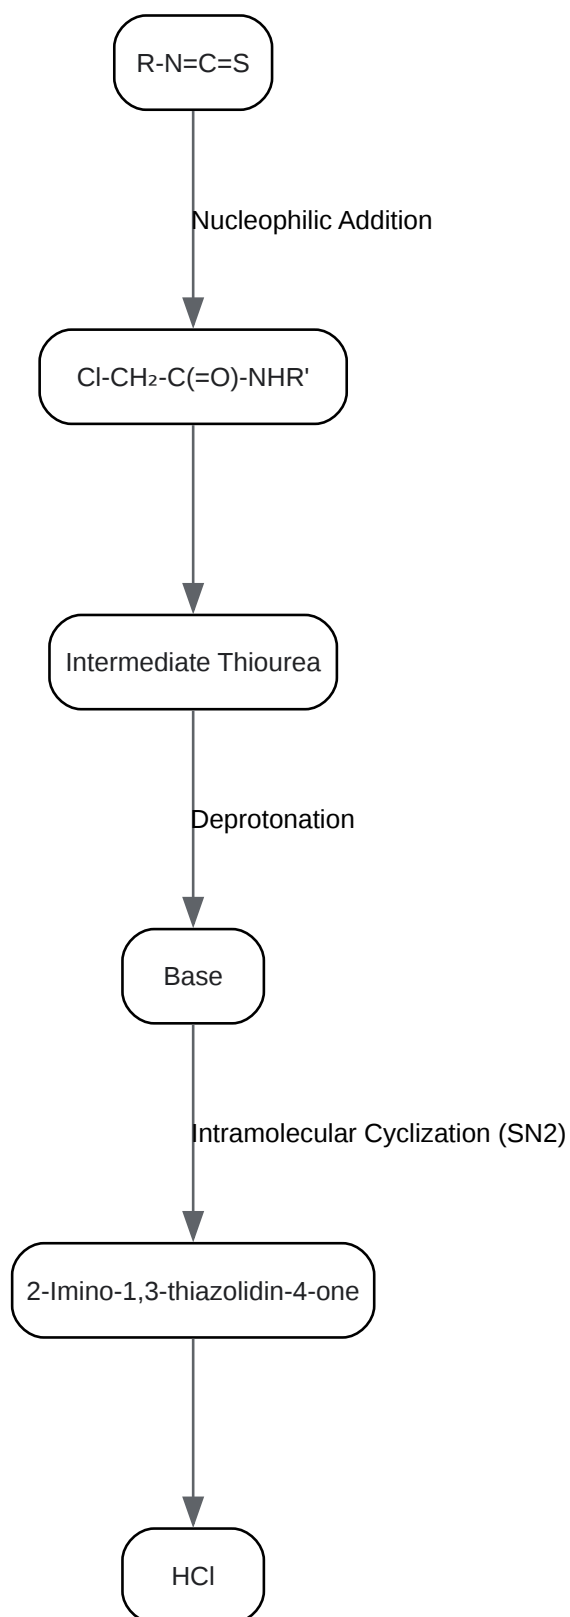 R-N=C=S
Nucleophilic Addition
Cl-CH₂-C(=O)-NHR'
Intermediate Thiourea
Deprotonation
Base
Intramolecular Cyclization (SN2)
2-Imino-1,3-thiazolidin-4-one
HCl